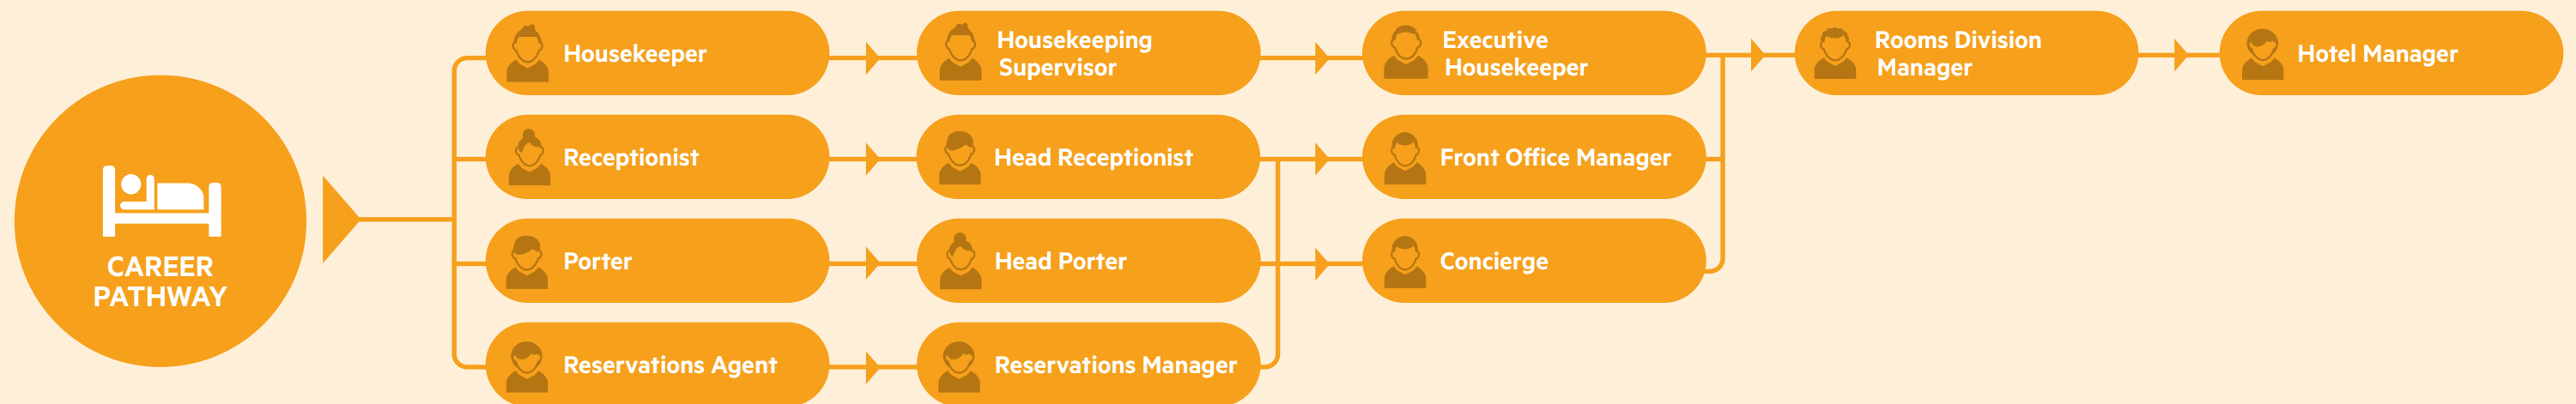 CAREER
PATHWAY
Housekeeper
Housekeeping
Supervisor
Executive
Housekeeper
Rooms Division
Manager
Hotel Manager
Receptionist
Head Receptionist
Front Office Manager
Porter
Head Porter
Concierge
Reservations Agent
Reservations Manager